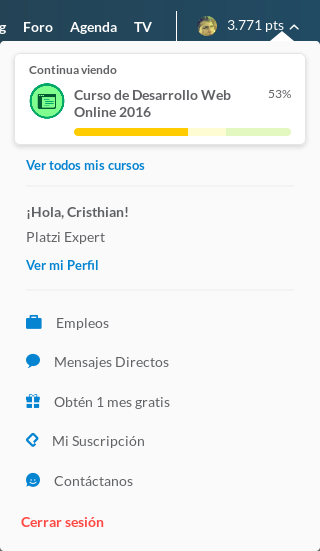 g Foro Agenda TV 3.771 pts
Continua viendo
Curso de Desarrollo Web 53%
Online 2016
Ver todos mis cursos
¡Hola, Cristhian!
Platzi Expert
Ver mi Perfil
Empleos
Mensajes Directos
Obtén 1 mes gratis
Mi Suscripción
Contáctanos
Cerrar sesión